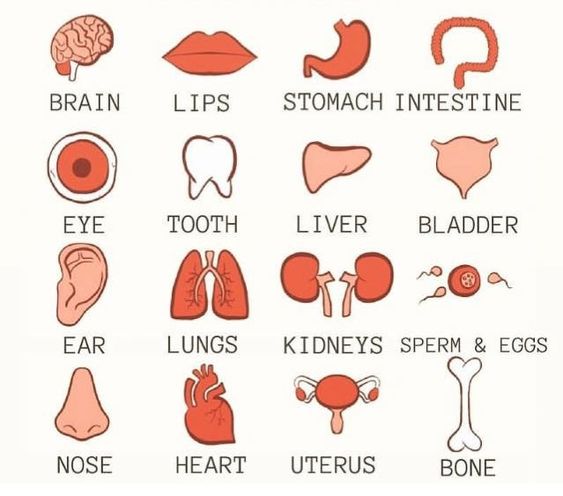 BRAIN LIPS STOMACH INTESTINE
EYE TOOTH LIVER BLADDER
EAR LUNGS KIDNEYS SPERM & EGGS
NOSE HEART UTERUS BONE